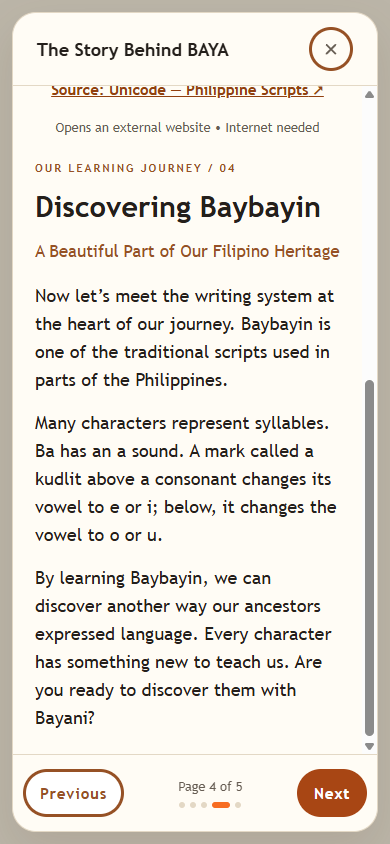 The Story Behind BAYA
Source: Unicode — Philippine Scripts ↗
Opens an external website • Internet needed
OUR LEARNING JOURNEY / 04
Discovering Baybayin
A Beautiful Part of Our Filipino Heritage
Now let’s meet the writing system at
the heart of our journey. Baybayin is
one of the traditional scripts used in
parts of the Philippines.
Many characters represent syllables.
Ba has an a sound. A mark called a
kudlit above a consonant changes its
vowel to e or i; below, it changes the
vowel to o or u.
By learning Baybayin, we can
discover another way our ancestors
expressed language. Every character
has something new to teach us. Are
you ready to discover them with
Bayani?
Previous
Page 4 of 5
Next